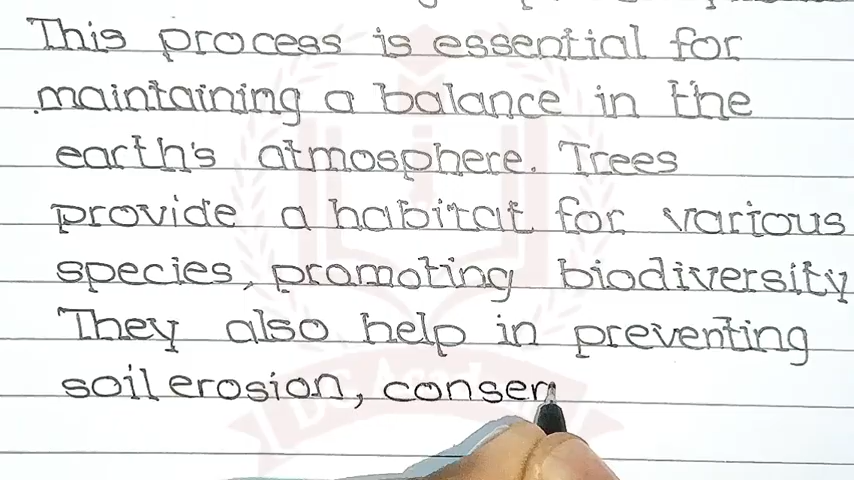 This process is essential for
maintaining a balance in the
earth's atmosphere. Trees
provide a habitat for various
species, promoting biodiversity
They also help in preventing
soil erosion, conser